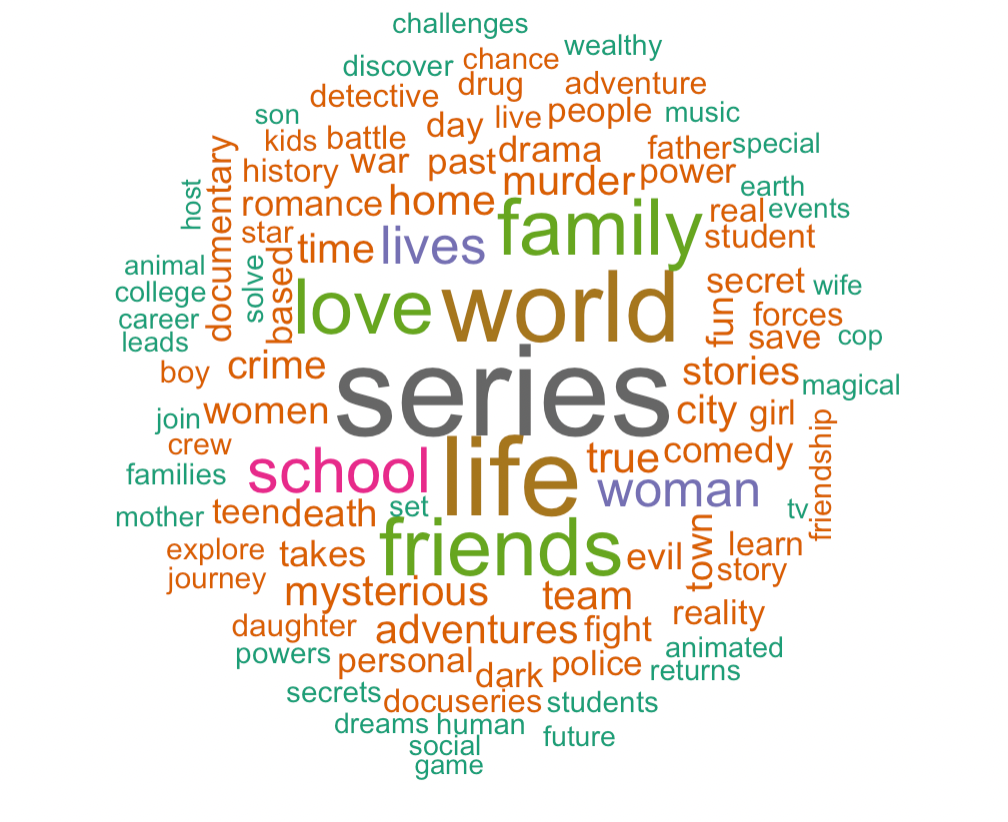 challenges
wealthy
chance
discover
drug
adventure
detective
people
live
music
son
day
kids
battle
drama
father
special
documentary
history
war
past
murder
power
earth
host
romance
home
family
real
events
star
time
lives
student
animal
solve
based
love
world
secret
wife
college
career
fun
forces
leads
save
cop
boy
crime
series
stories
magical
join
women
city
girl
crew
school
life
true
comedy
friendship
families
woman
mother
teen
death
set
tv
explore
takes
friends
evil
town
learn
journey
story
mysterious
team
reality
daughter
adventures
fight
animated
powers
personal
dark
police
returns
secrets
docuseries
students
dreams
human
future
social
game